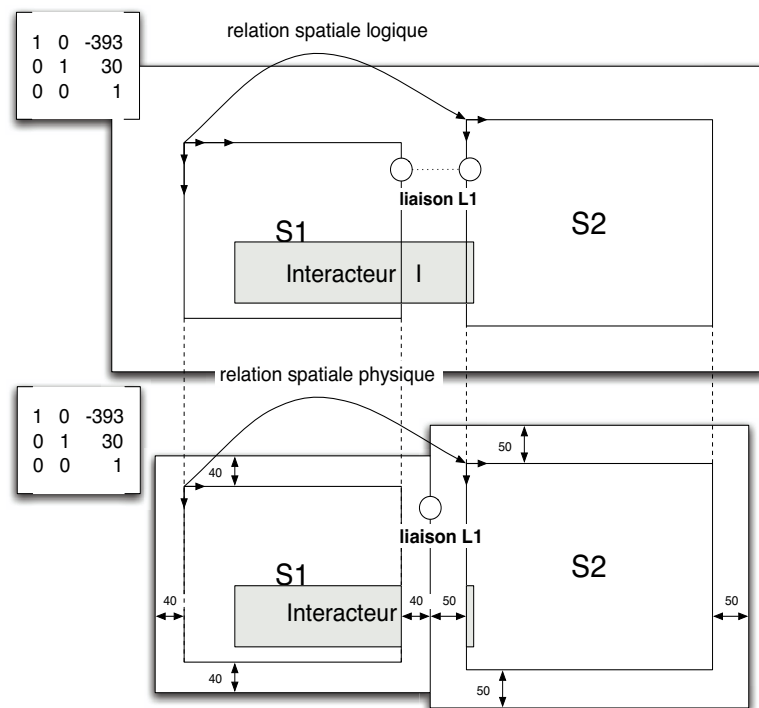 relation spatiale logique
1 0 -393
0 1 30
0 0 1
liaison L1
S1
S2
Interacteur I
relation spatiale physique
1 0 -393
0 1 30
0 0 1
50
40
liaison L1
S1
S2
Interacteur
40
40
50
50
40
50